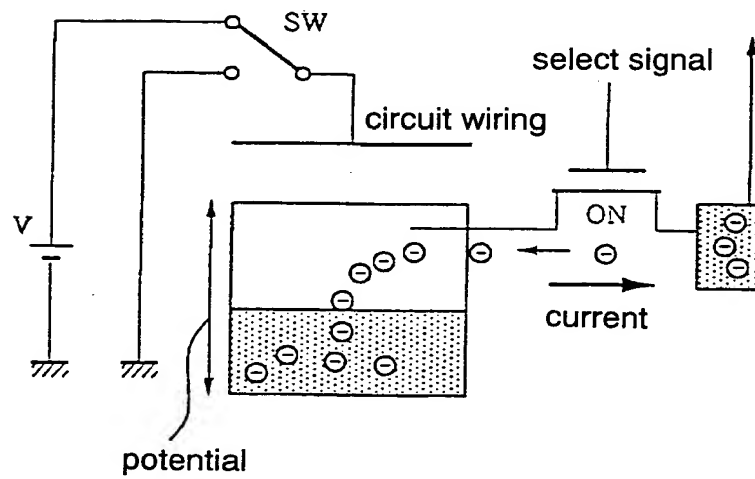 SW
select signal
circuit wiring
V
ON
current
potential